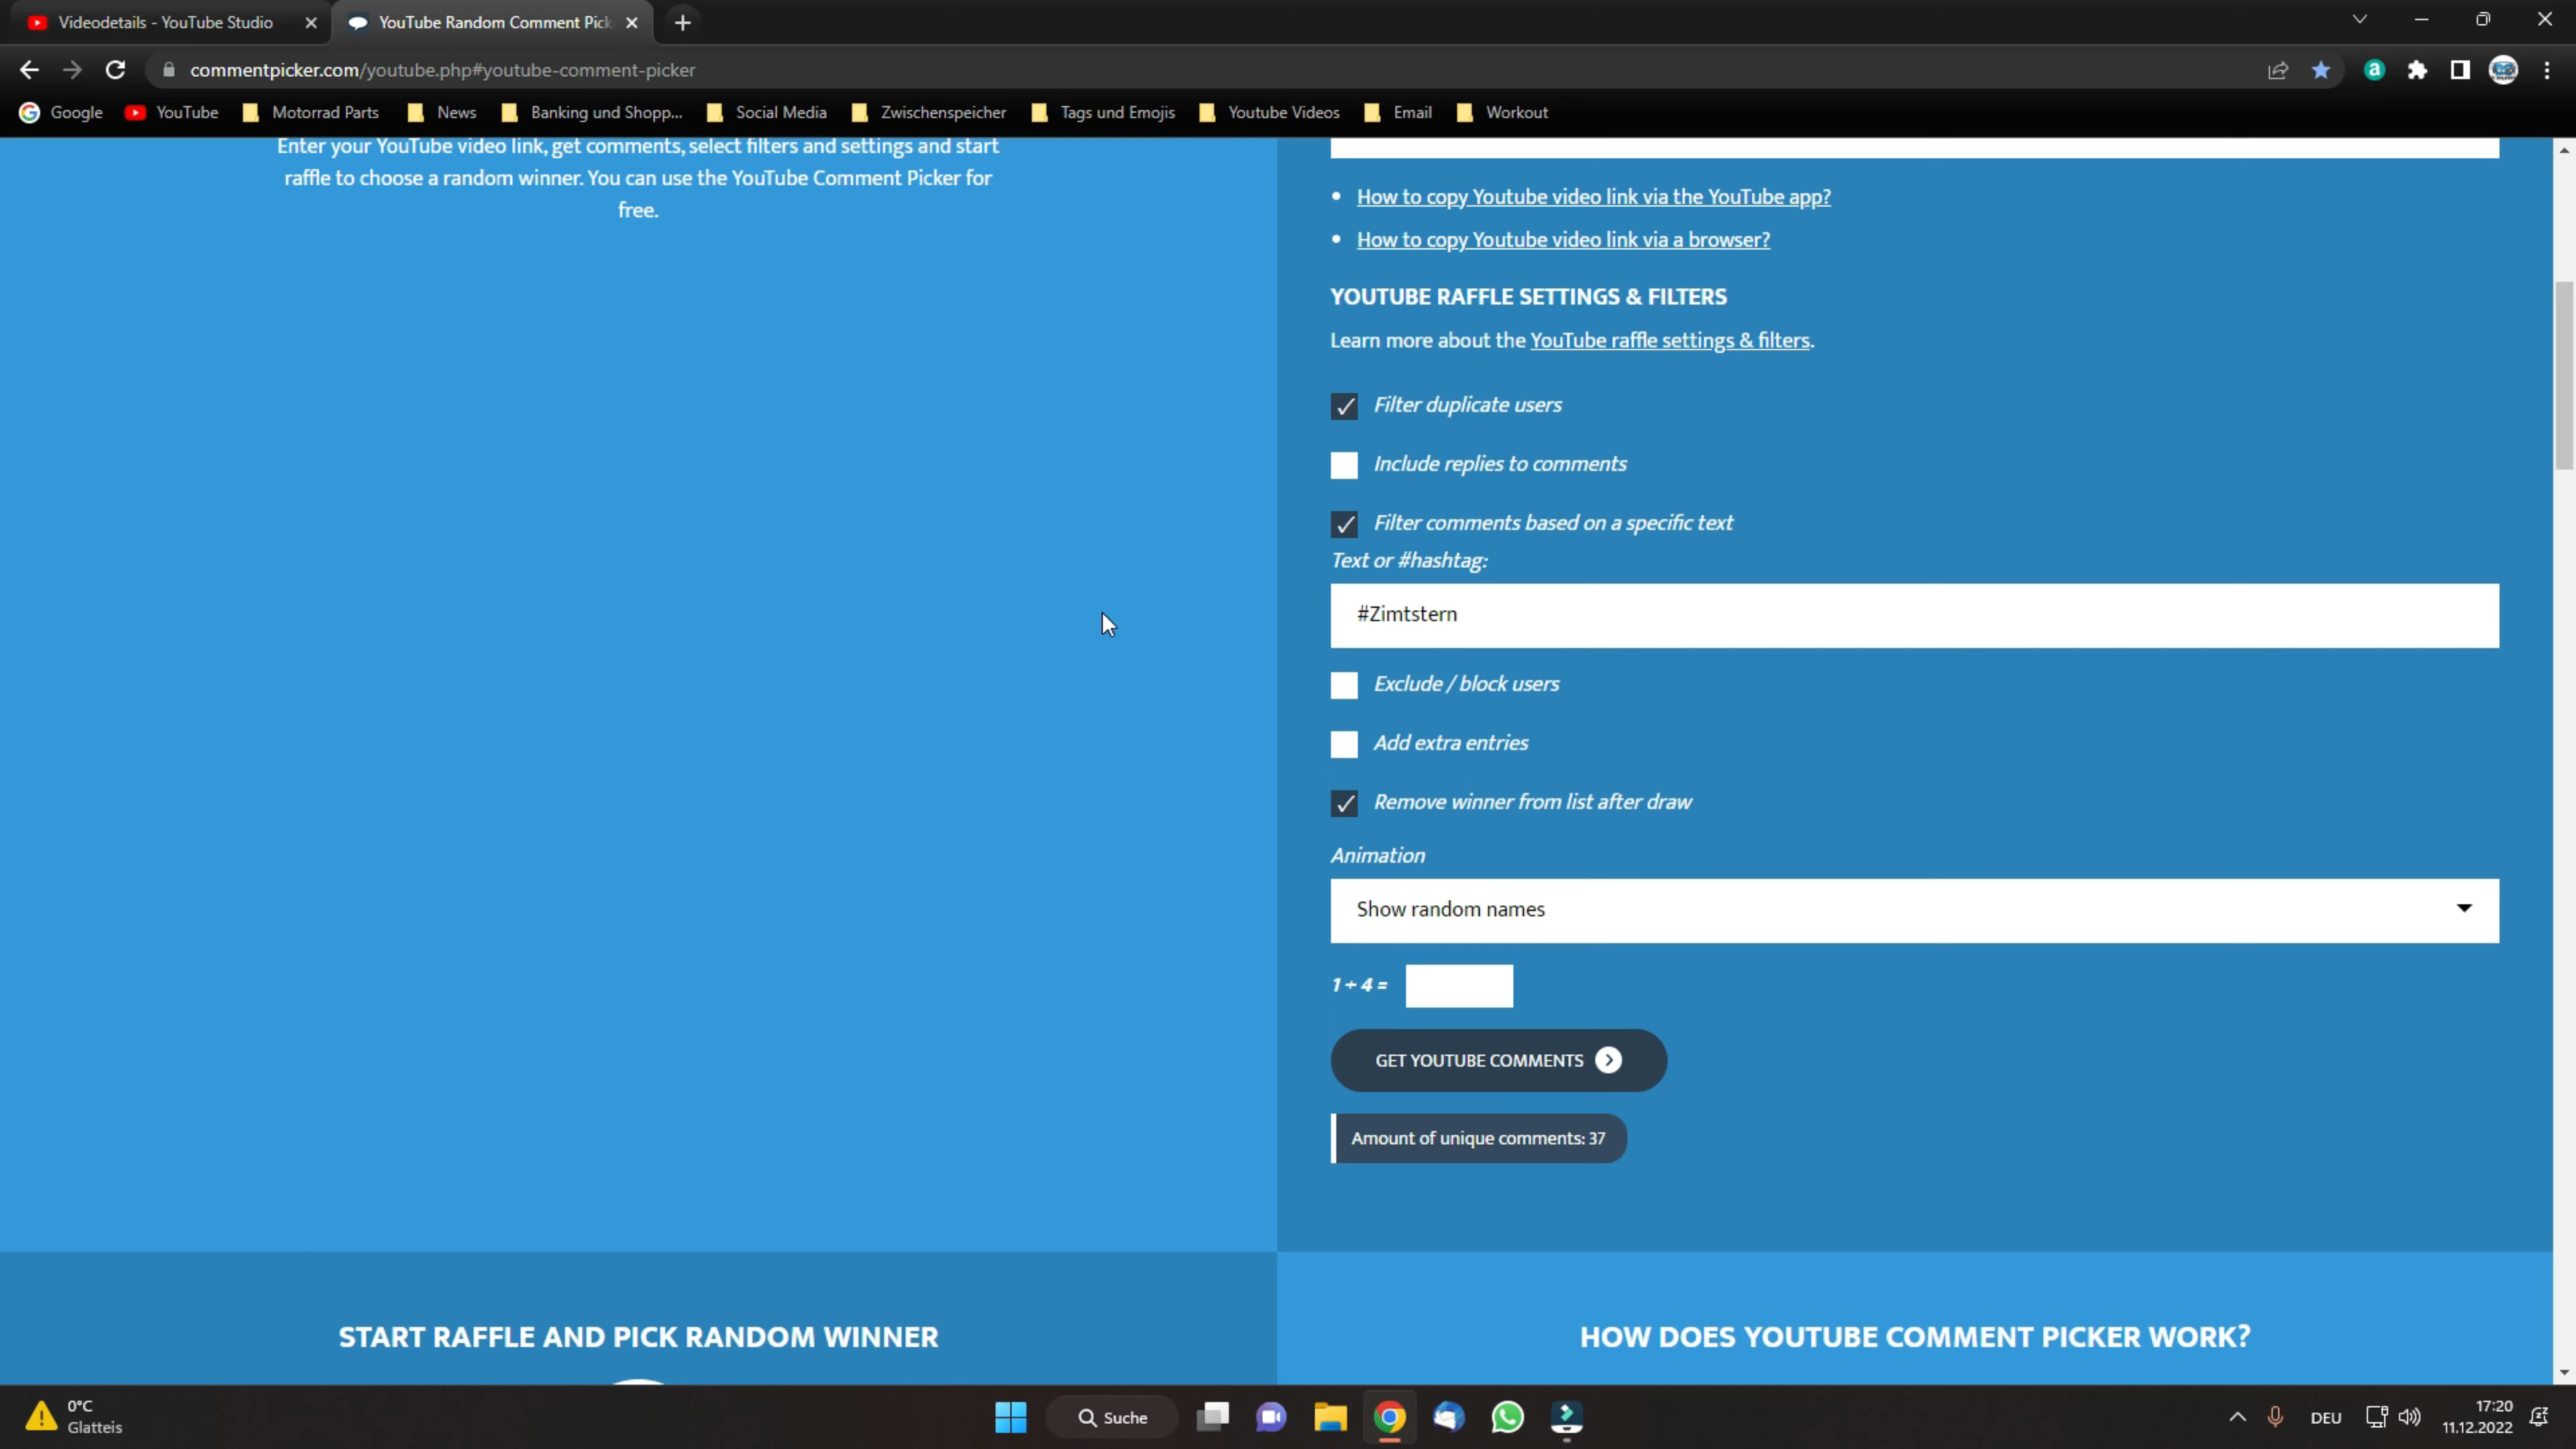 Videodetails - YouTube Studio
YouTube Random Comment Pick
commentpicker.com/youtube.php#youtube-comment-picker
Google
YouTube
Motorrad Parts
News
Banking und Shopp...
Social Media
Zwischenspeicher
Tags und Emojis
Youtube Videos
Email
Workout
Enter your YouTube video link, get comments, select filters and settings and start
raffle to choose a random winner. You can use the YouTube Comment Picker for
free.
• How to copy Youtube video link via the YouTube app?
• How to copy Youtube video link via a browser?
YOUTUBE RAFFLE SETTINGS & FILTERS
Learn more about the YouTube raffle settings & filters.
Filter duplicate users
Include replies to comments
Filter comments based on a specific text
Text or #hashtag:
#Zimtstern
Exclude / block users
Add extra entries
Remove winner from list after draw
Animation
Show random names
1 + 4 =
GET YOUTUBE COMMENTS
Amount of unique comments: 37
START RAFFLE AND PICK RANDOM WINNER
HOW DOES YOUTUBE COMMENT PICKER WORK?
0°C
Glatteis
Suche
DEU
17:20
11.12.2022